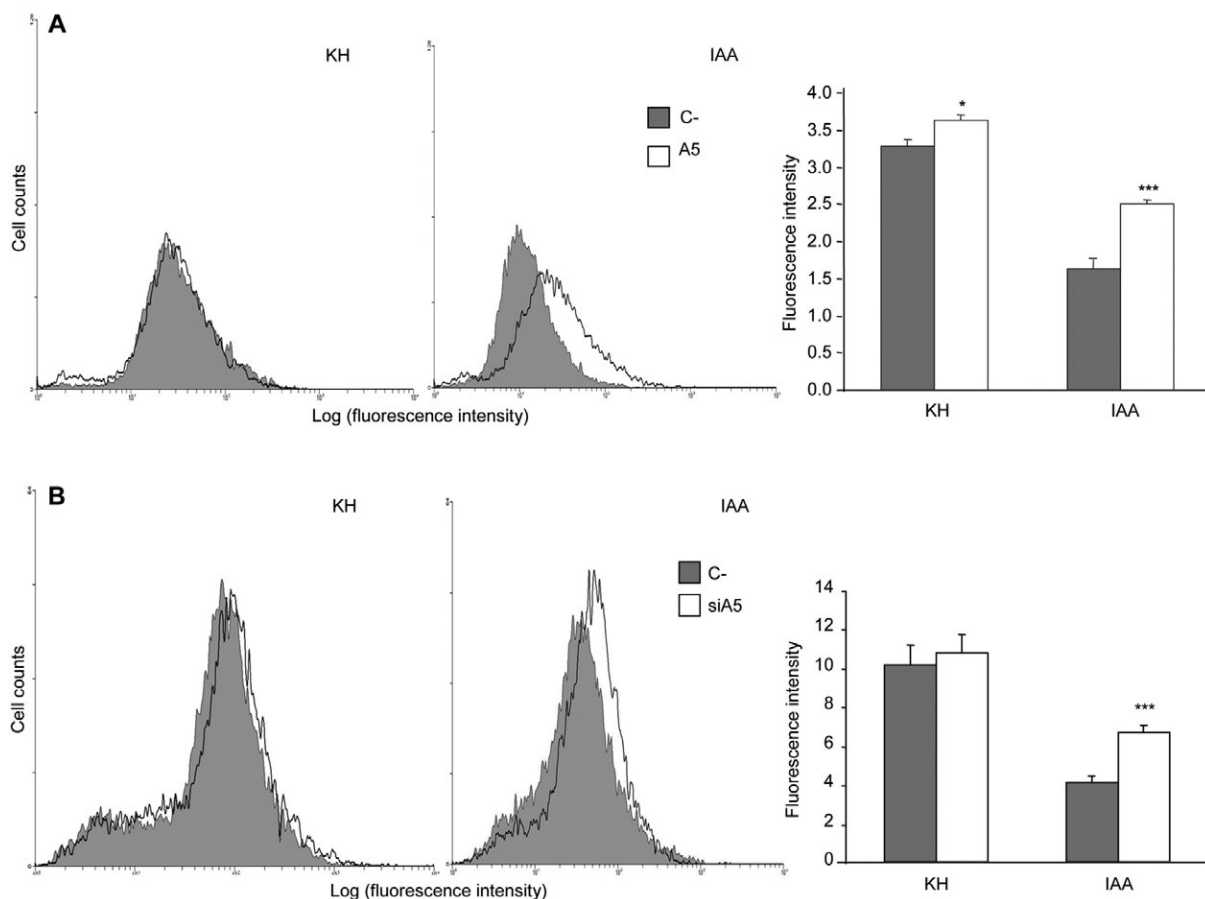 A
KH
IAA
C-
A5
Cell counts
Log (fluorescence intensity)
Fluorescence intensity
4.0
3.5
3.0
2.5
2.0
1.5
1.0
0.5
0.0
*
***
KH
IAA
B
KH
IAA
C-
siA5
Cell counts
Log (fluorescence intensity)
Fluorescence intensity
14
12
10
8
6
4
2
0
***
KH
IAA